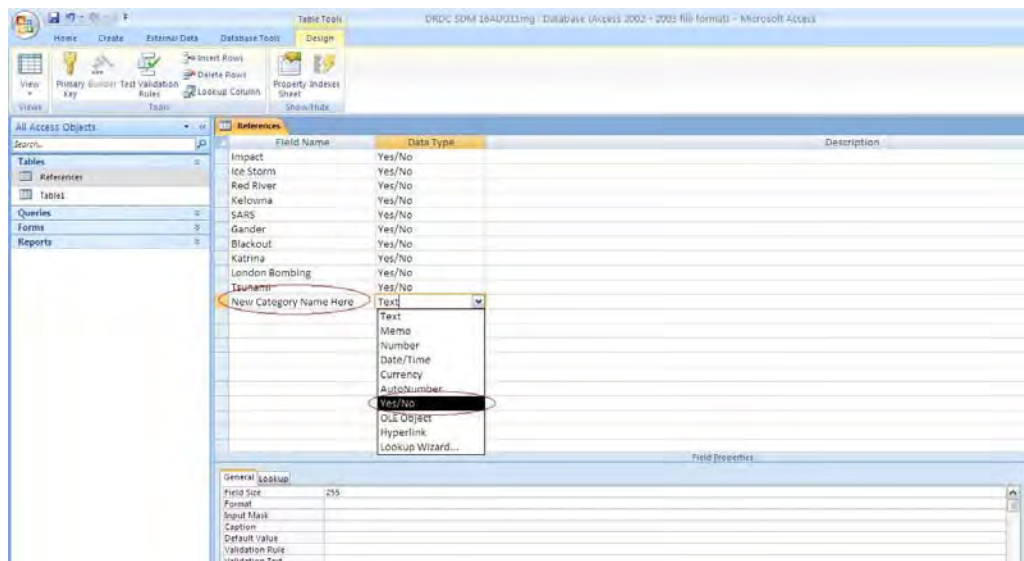 Table Tools
DRDC SDM 16AUG11mg : Database (Access 2002 - 2003 file format) - Microsoft Access
Home Create External Data Database Tools Design
View
Primary Key
Builder
Test Validation Rules
Insert Rows
Delete Rows
Lookup Column
Property Sheet
Indexes
Views Tools Show/Hide
All Access Objects
Search...
Tables
References
Table1
Queries
Forms
Reports
References
Field Name Data Type Description
Impact Yes/No
Ice Storm Yes/No
Red River Yes/No
Kelowna Yes/No
SARS Yes/No
Gander Yes/No
Blackout Yes/No
Katrina Yes/No
London Bombing Yes/No
Tsunami Yes/No
New Category Name Here Text
Text
Memo
Number
Date/Time
Currency
AutoNumber
Yes/No
OLE Object
Hyperlink
Lookup Wizard...
Field Properties
General Lookup
Field Size 255
Format
Input Mask
Caption
Default Value
Validation Rule
Validation Text